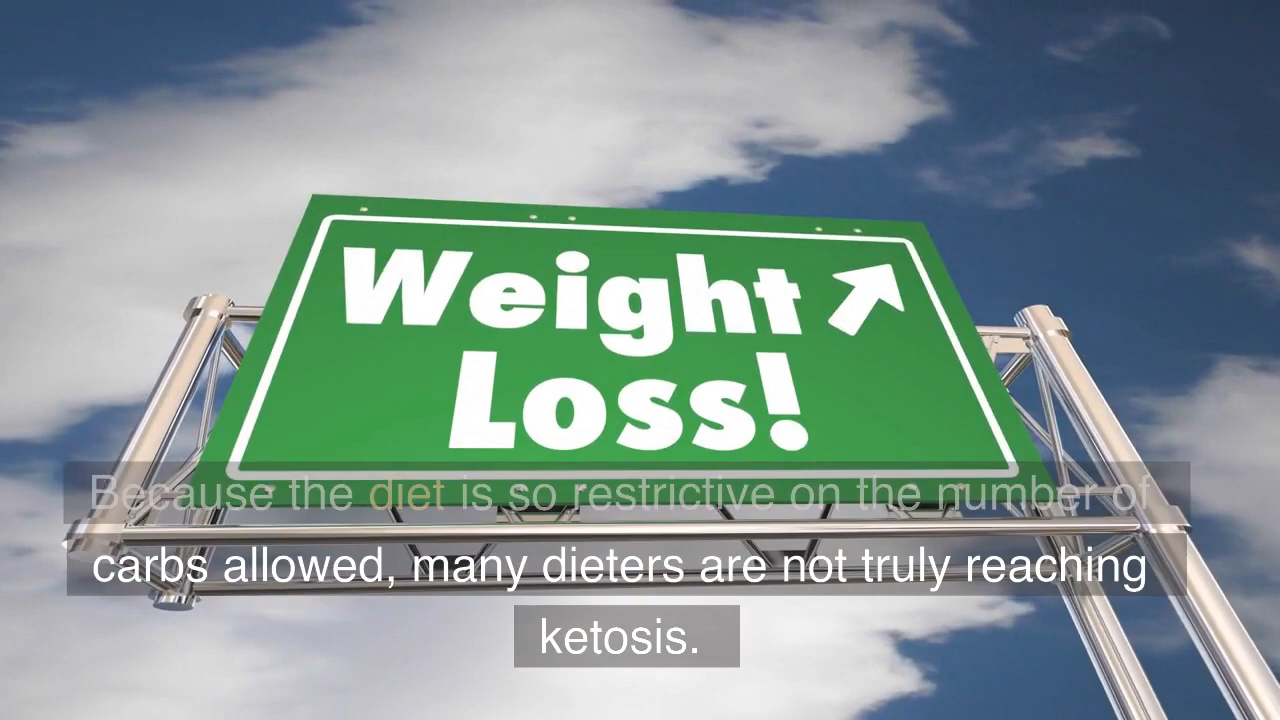 Weight
Loss!
Because the diet is so restrictive on the number of
carbs allowed, many dieters are not truly reaching
ketosis.